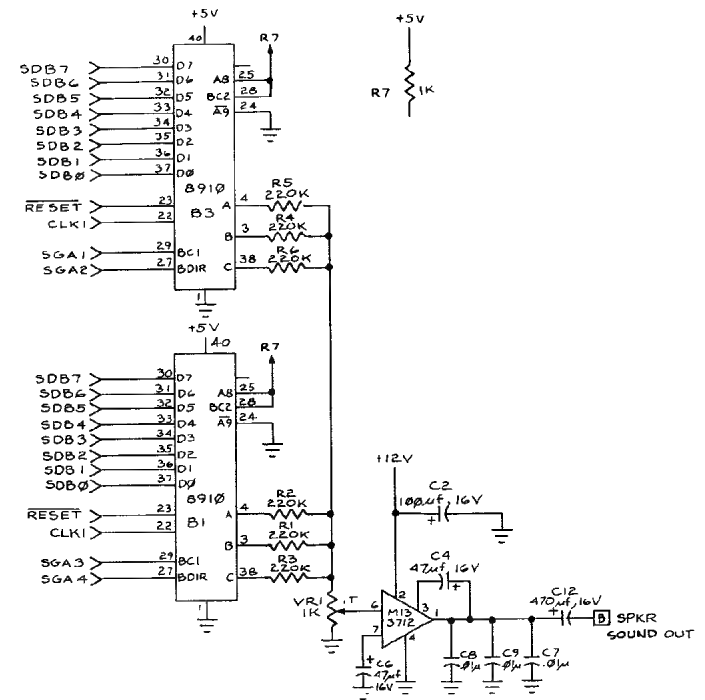 +5V
+5V
40
R7
R7
1K
SDB7 30 D7
SDB6 31 D6 A8 25
SDB5 32 D5 BC2 28
SDB4 33 D4 A9 24
SDB3 34 D3
SDB2 35 D2
SDB1 36 D1
SDBØ 37 DØ
891Ø
B3
RESET 23
CLK1 22
A 4 R5 220K
B 3 R4 220K
C 38 R6 220K
SGA1 29 BC1
SGA2 27 BDIR
1
+5V
40
R7
SDB7 30 D7
SDB6 31 D6 A8 25
SDB5 32 D5 BC2 28
SDB4 33 D4 A9 24
SDB3 34 D3
SDB2 35 D2
SDB1 36 D1
SDBØ 37 DØ
891Ø
B1
RESET 23
CLK1 22
A 4 R2 220K
B 3 R1 220K
C 38 R3 220K
SGA3 29 BC1
SGA4 27 BDIR
1
+12V
C2
100µf, 16V
+
C4
47µf, 16V
+
VR1
1K
6
7
2
3
1
4
M13
3712
+
C6
47µf
16V
C8
.01µ
C9
C7
.01µ
C12
470µf, 16V
+
B SPKR
SOUND OUT